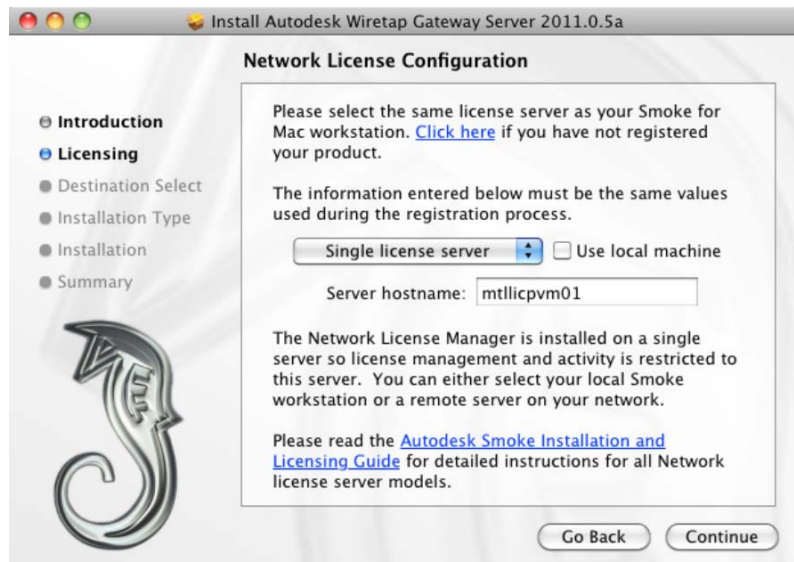 Install Autodesk Wiretap Gateway Server 2011.0.5a
Network License Configuration
Introduction
Licensing
Destination Select
Installation Type
Installation
Summary
Please select the same license server as your Smoke for
Mac workstation. Click here if you have not registered
your product.
The information entered below must be the same values
used during the registration process.
Single license server
Use local machine
Server hostname: mtllicpvm01
The Network License Manager is installed on a single
server so license management and activity is restricted to
this server. You can either select your local Smoke
workstation or a remote server on your network.
Please read the Autodesk Smoke Installation and
Licensing Guide for detailed instructions for all Network
license server models.
Go Back
Continue